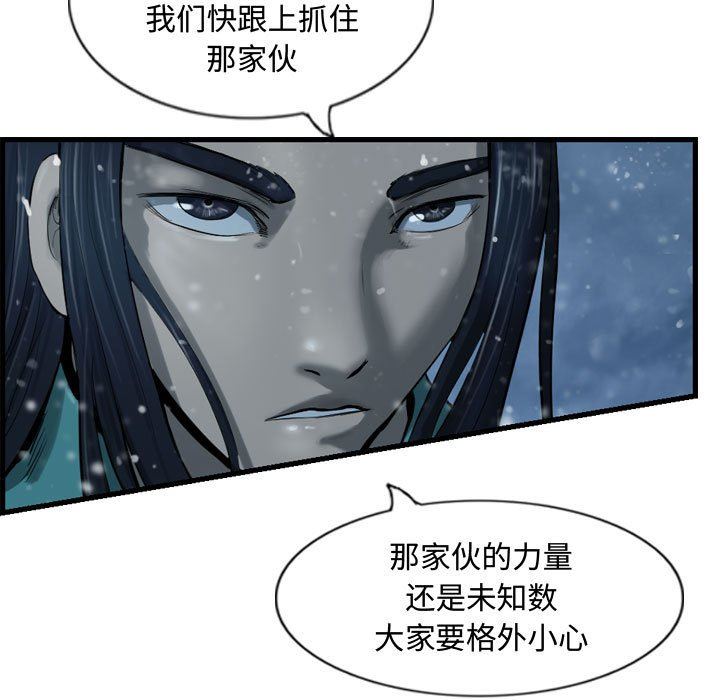 我们快跟上抓住
那家伙
那家伙的力量
还是未知数
大家要格外小心